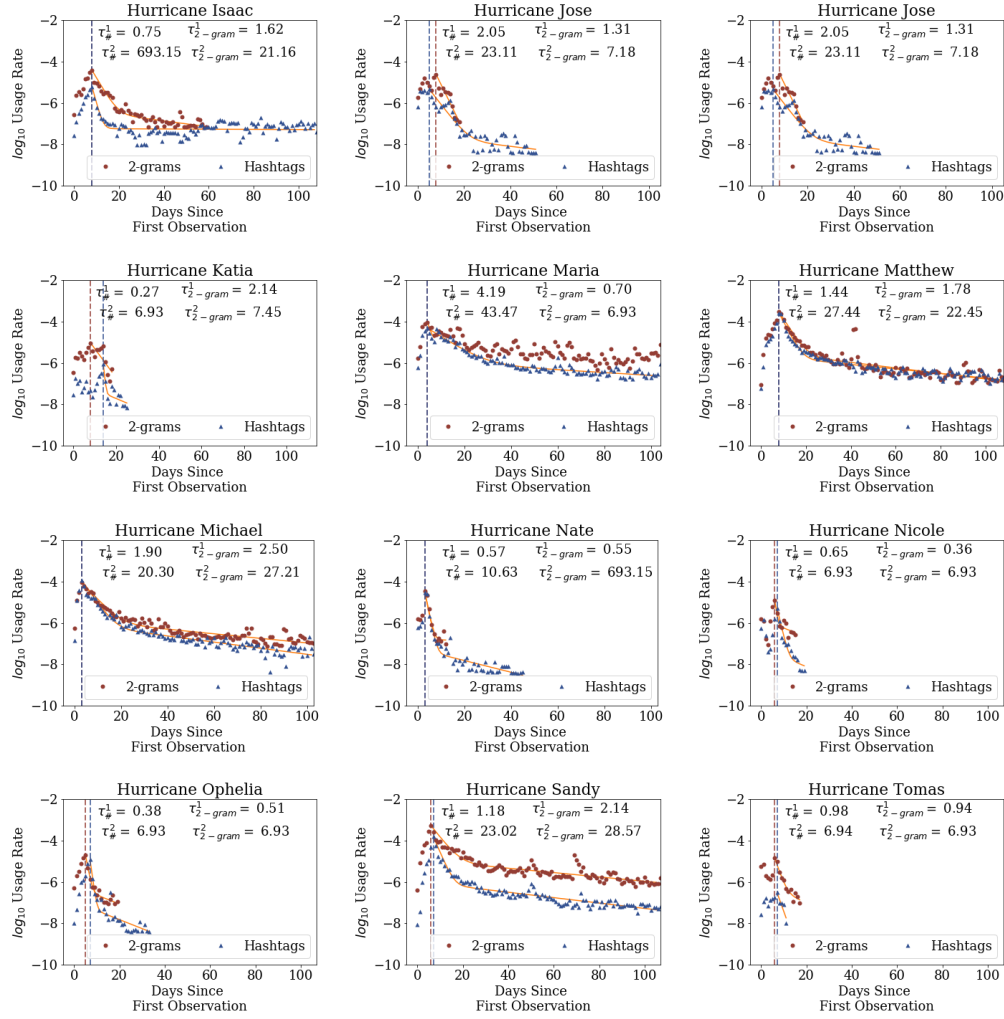 Hurricane Isaac
τ¹# = 0.75 τ¹2−gram = 1.62
τ²# = 693.15 τ²2−gram = 21.16
log10 Usage Rate
−2
−4
−6
−8
−10
2-grams Hashtags
0 20 40 60 80 100
Days Since
First Observation
Hurricane Jose
τ¹# = 2.05 τ¹2−gram = 1.31
τ²# = 23.11 τ²2−gram = 7.18
log10 Usage Rate
−2
−4
−6
−8
−10
2-grams Hashtags
0 20 40 60 80 100
Days Since
First Observation
Hurricane Jose
τ¹# = 2.05 τ¹2−gram = 1.31
τ²# = 23.11 τ²2−gram = 7.18
log10 Usage Rate
−2
−4
−6
−8
−10
2-grams Hashtags
0 20 40 60 80 100
Days Since
First Observation
Hurricane Katia
τ¹# = 0.27 τ¹2−gram = 2.14
τ²# = 6.93 τ²2−gram = 7.45
log10 Usage Rate
−2
−4
−6
−8
−10
2-grams Hashtags
0 20 40 60 80 100
Days Since
First Observation
Hurricane Maria
τ¹# = 4.19 τ¹2−gram = 0.70
τ²# = 43.47 τ²2−gram = 6.93
log10 Usage Rate
−2
−4
−6
−8
−10
2-grams Hashtags
0 20 40 60 80 100
Days Since
First Observation
Hurricane Matthew
τ¹# = 1.44 τ¹2−gram = 1.78
τ²# = 27.44 τ²2−gram = 22.45
log10 Usage Rate
−2
−4
−6
−8
−10
2-grams Hashtags
0 20 40 60 80 100
Days Since
First Observation
Hurricane Michael
τ¹# = 1.90 τ¹2−gram = 2.50
τ²# = 20.30 τ²2−gram = 27.21
log10 Usage Rate
−2
−4
−6
−8
−10
2-grams Hashtags
0 20 40 60 80 100
Days Since
First Observation
Hurricane Nate
τ¹# = 0.57 τ¹2−gram = 0.55
τ²# = 10.63 τ²2−gram = 693.15
log10 Usage Rate
−2
−4
−6
−8
−10
2-grams Hashtags
0 20 40 60 80 100
Days Since
First Observation
Hurricane Nicole
τ¹# = 0.65 τ¹2−gram = 0.36
τ²# = 6.93 τ²2−gram = 6.93
log10 Usage Rate
−2
−4
−6
−8
−10
2-grams Hashtags
0 20 40 60 80 100
Days Since
First Observation
Hurricane Ophelia
τ¹# = 0.38 τ¹2−gram = 0.51
τ²# = 6.93 τ²2−gram = 6.93
log10 Usage Rate
−2
−4
−6
−8
−10
2-grams Hashtags
0 20 40 60 80 100
Days Since
First Observation
Hurricane Sandy
τ¹# = 1.18 τ¹2−gram = 2.14
τ²# = 23.02 τ²2−gram = 28.57
log10 Usage Rate
−2
−4
−6
−8
−10
2-grams Hashtags
0 20 40 60 80 100
Days Since
First Observation
Hurricane Tomas
τ¹# = 0.98 τ¹2−gram = 0.94
τ²# = 6.94 τ²2−gram = 6.93
log10 Usage Rate
−2
−4
−6
−8
−10
2-grams Hashtags
0 20 40 60 80 100
Days Since
First Observation